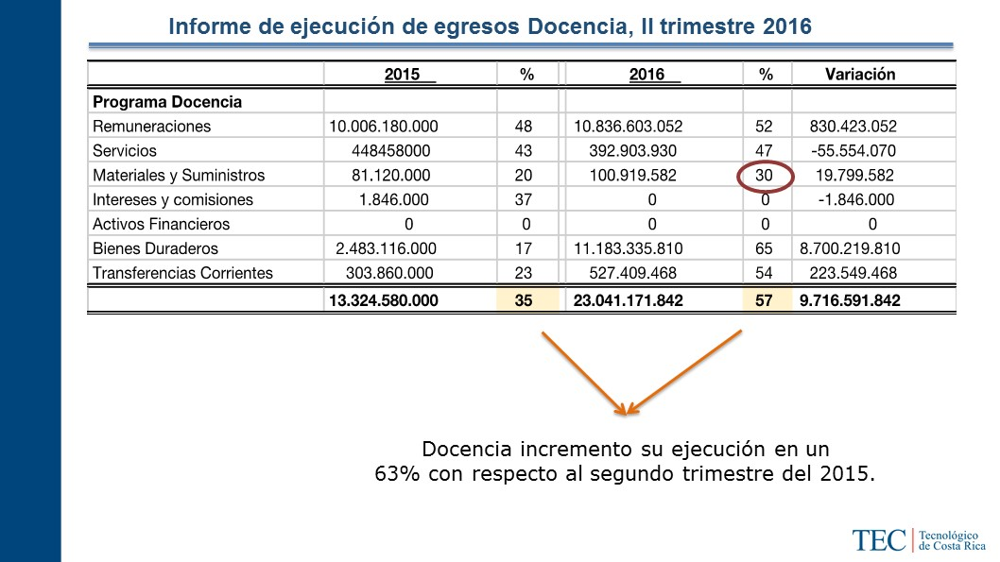 Informe de ejecución de egresos Docencia, II trimestre 2016
2015 % 2016 % Variación
Programa Docencia
Remuneraciones 10.006.180.000 48 10.836.603.052 52 830.423.052
Servicios 448458000 43 392.903.930 47 -55.554.070
Materiales y Suministros 81.120.000 20 100.919.582 30 19.799.582
Intereses y comisiones 1.846.000 37 0 0 -1.846.000
Activos Financieros 0 0 0 0 0
Bienes Duraderos 2.483.116.000 17 11.183.335.810 65 8.700.219.810
Transferencias Corrientes 303.860.000 23 527.409.468 54 223.549.468
13.324.580.000 35 23.041.171.842 57 9.716.591.842
Docencia incremento su ejecución en un
63% con respecto al segundo trimestre del 2015.
TEC | Tecnológico
de Costa Rica